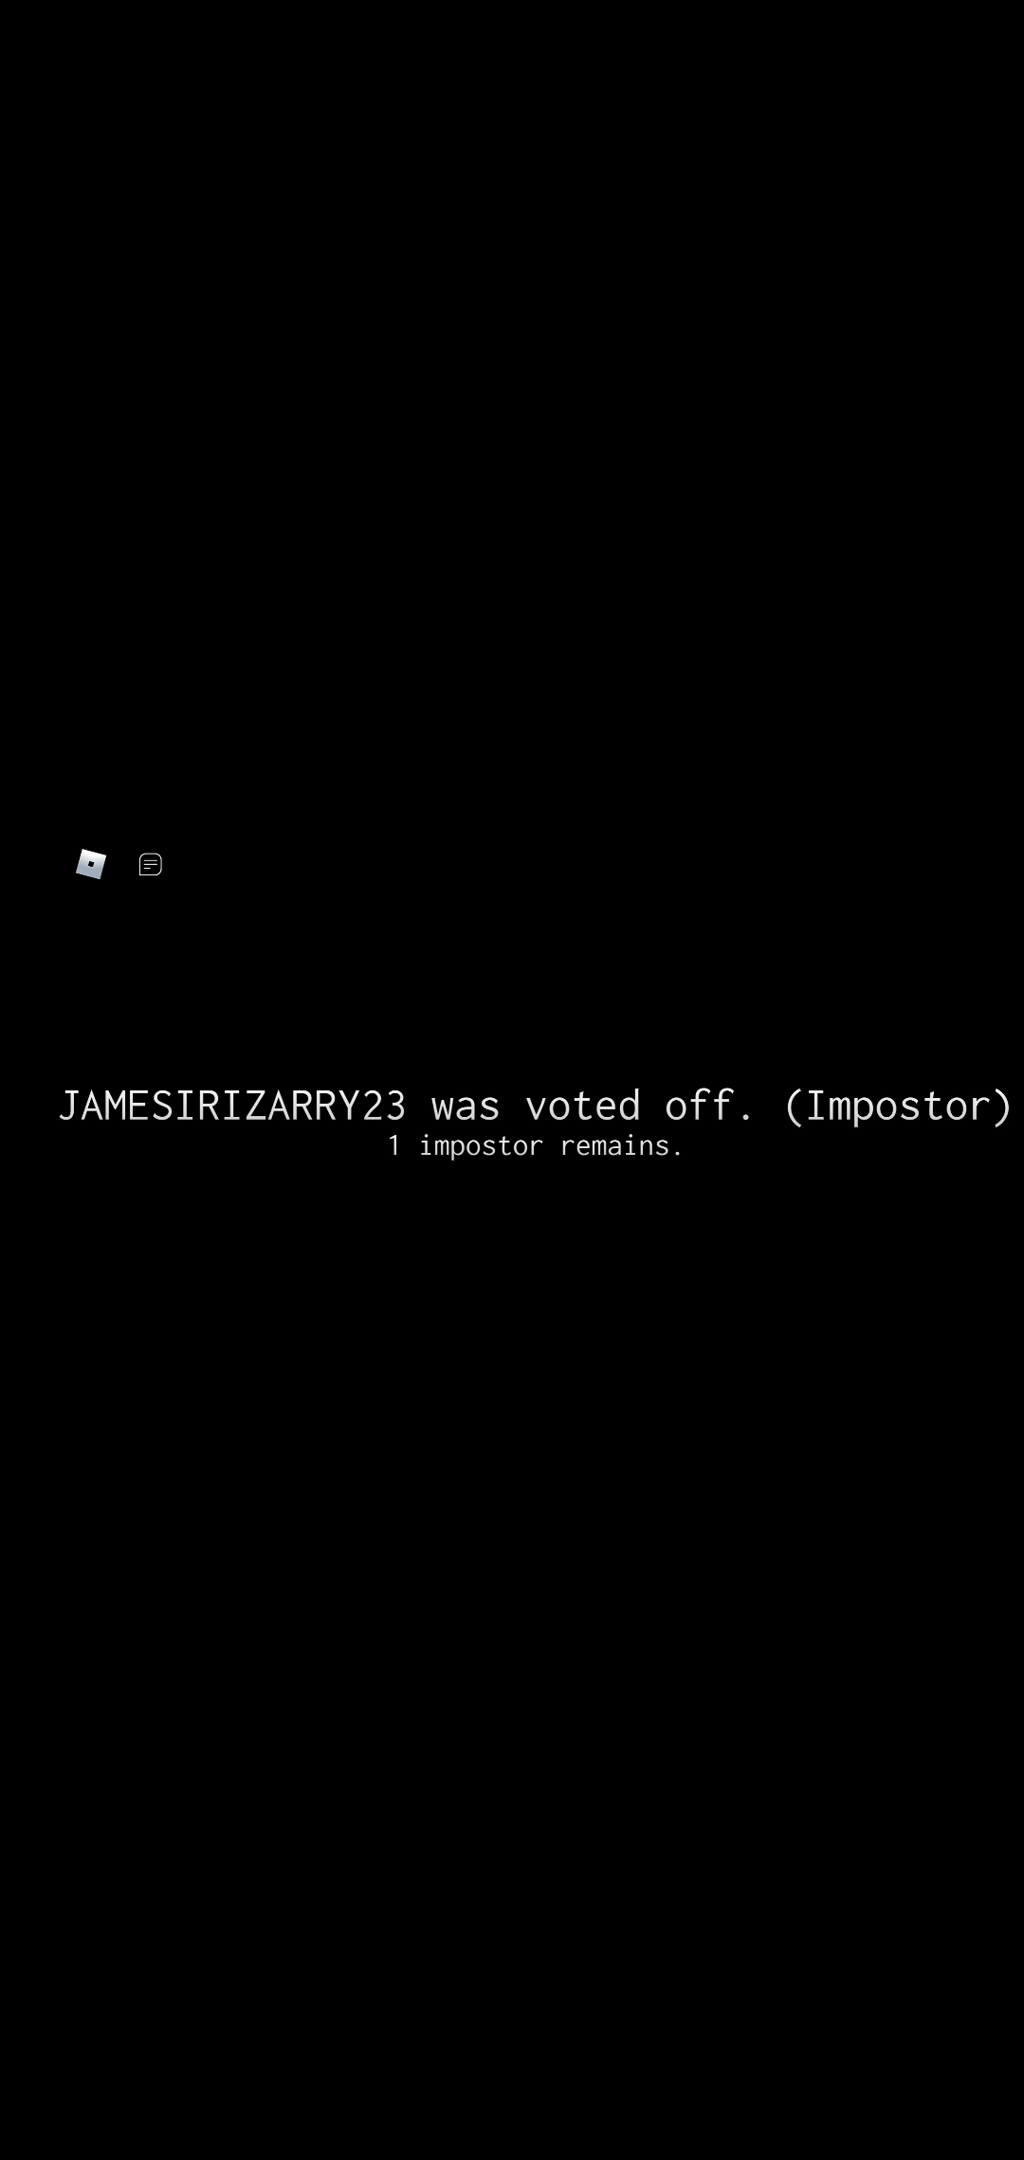 JAMESIRIZARRY23 was voted off. (Impostor)
1 impostor remains.